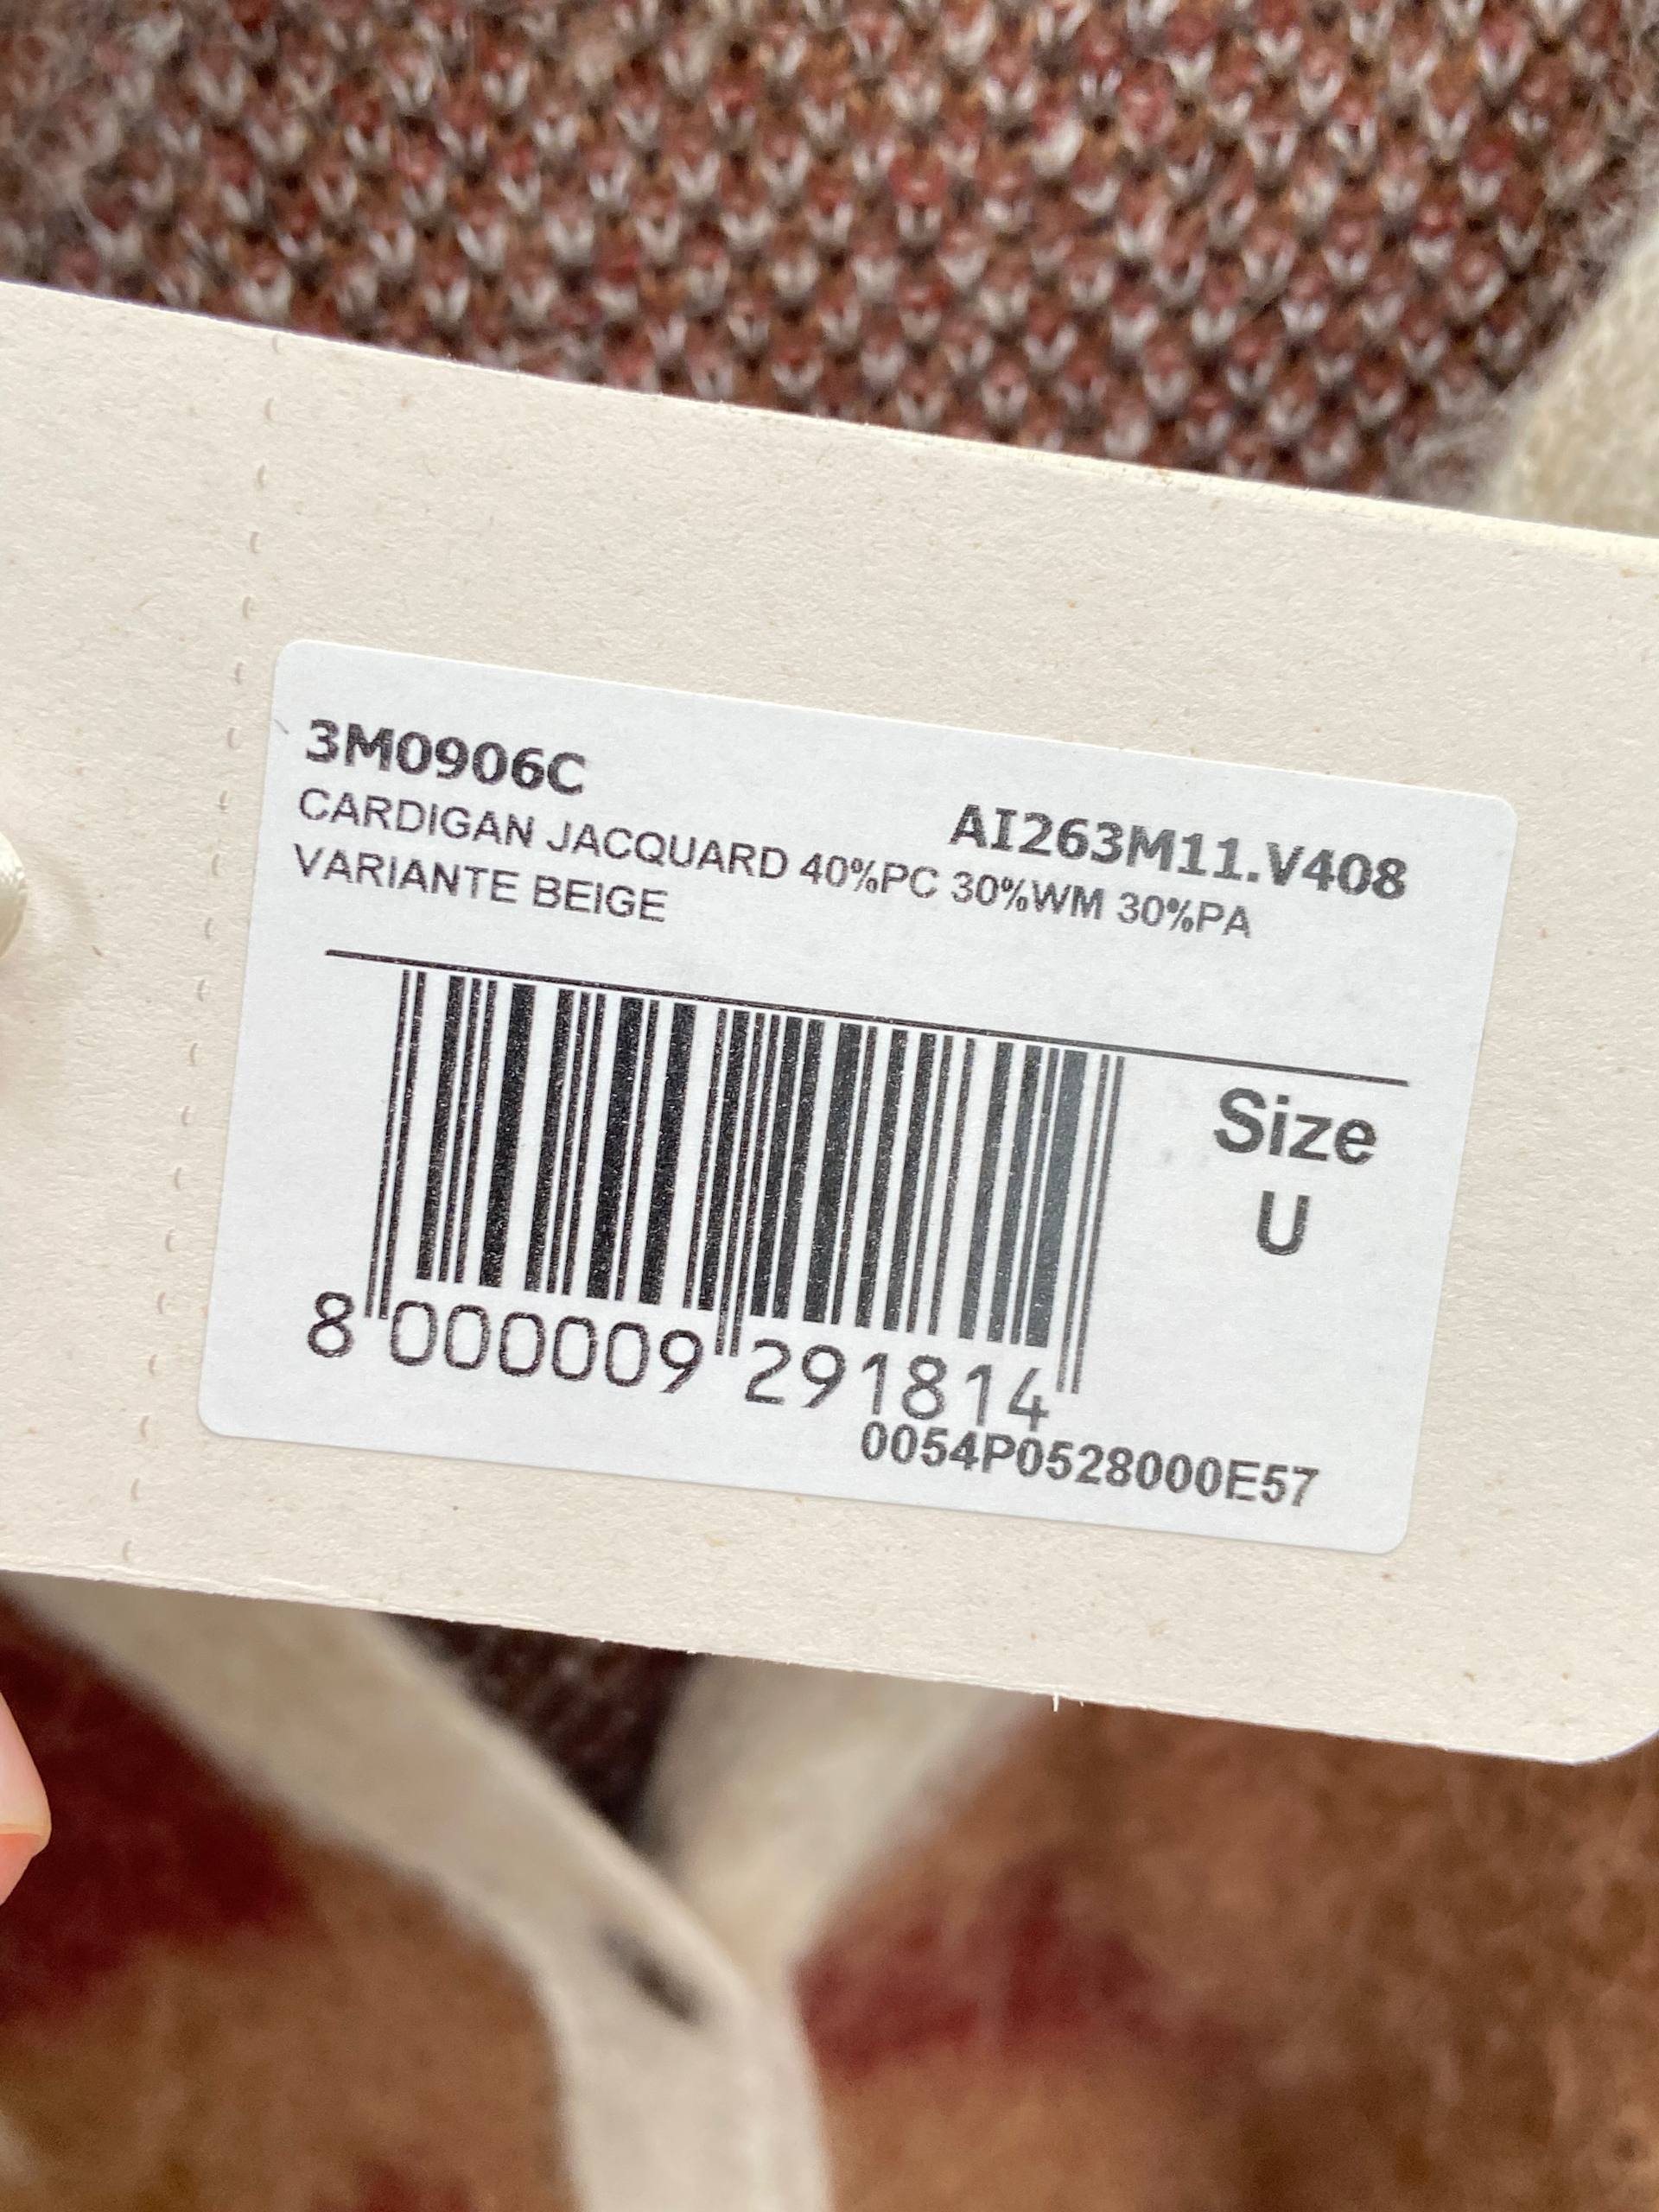 3M0906C
AI263M11.V408
CARDIGAN JACQUARD 40%PC 30%WM 30%PA
VARIANTE BEIGE
Size
U
8 000009 291814
0054P0528000E57